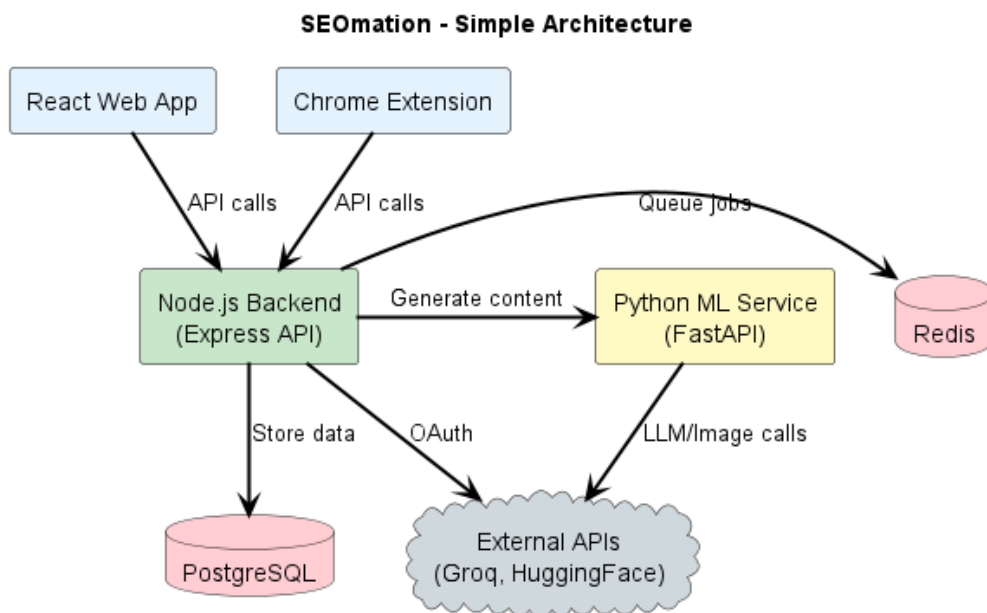 SEOmation - Simple Architecture
React Web App
Chrome Extension
API calls
API calls
Queue jobs
Node.js Backend
(Express API)
Generate content
Python ML Service
(FastAPI)
Redis
Store data
OAuth
LLM/Image calls
PostgreSQL
External APIs
(Groq, HuggingFace)